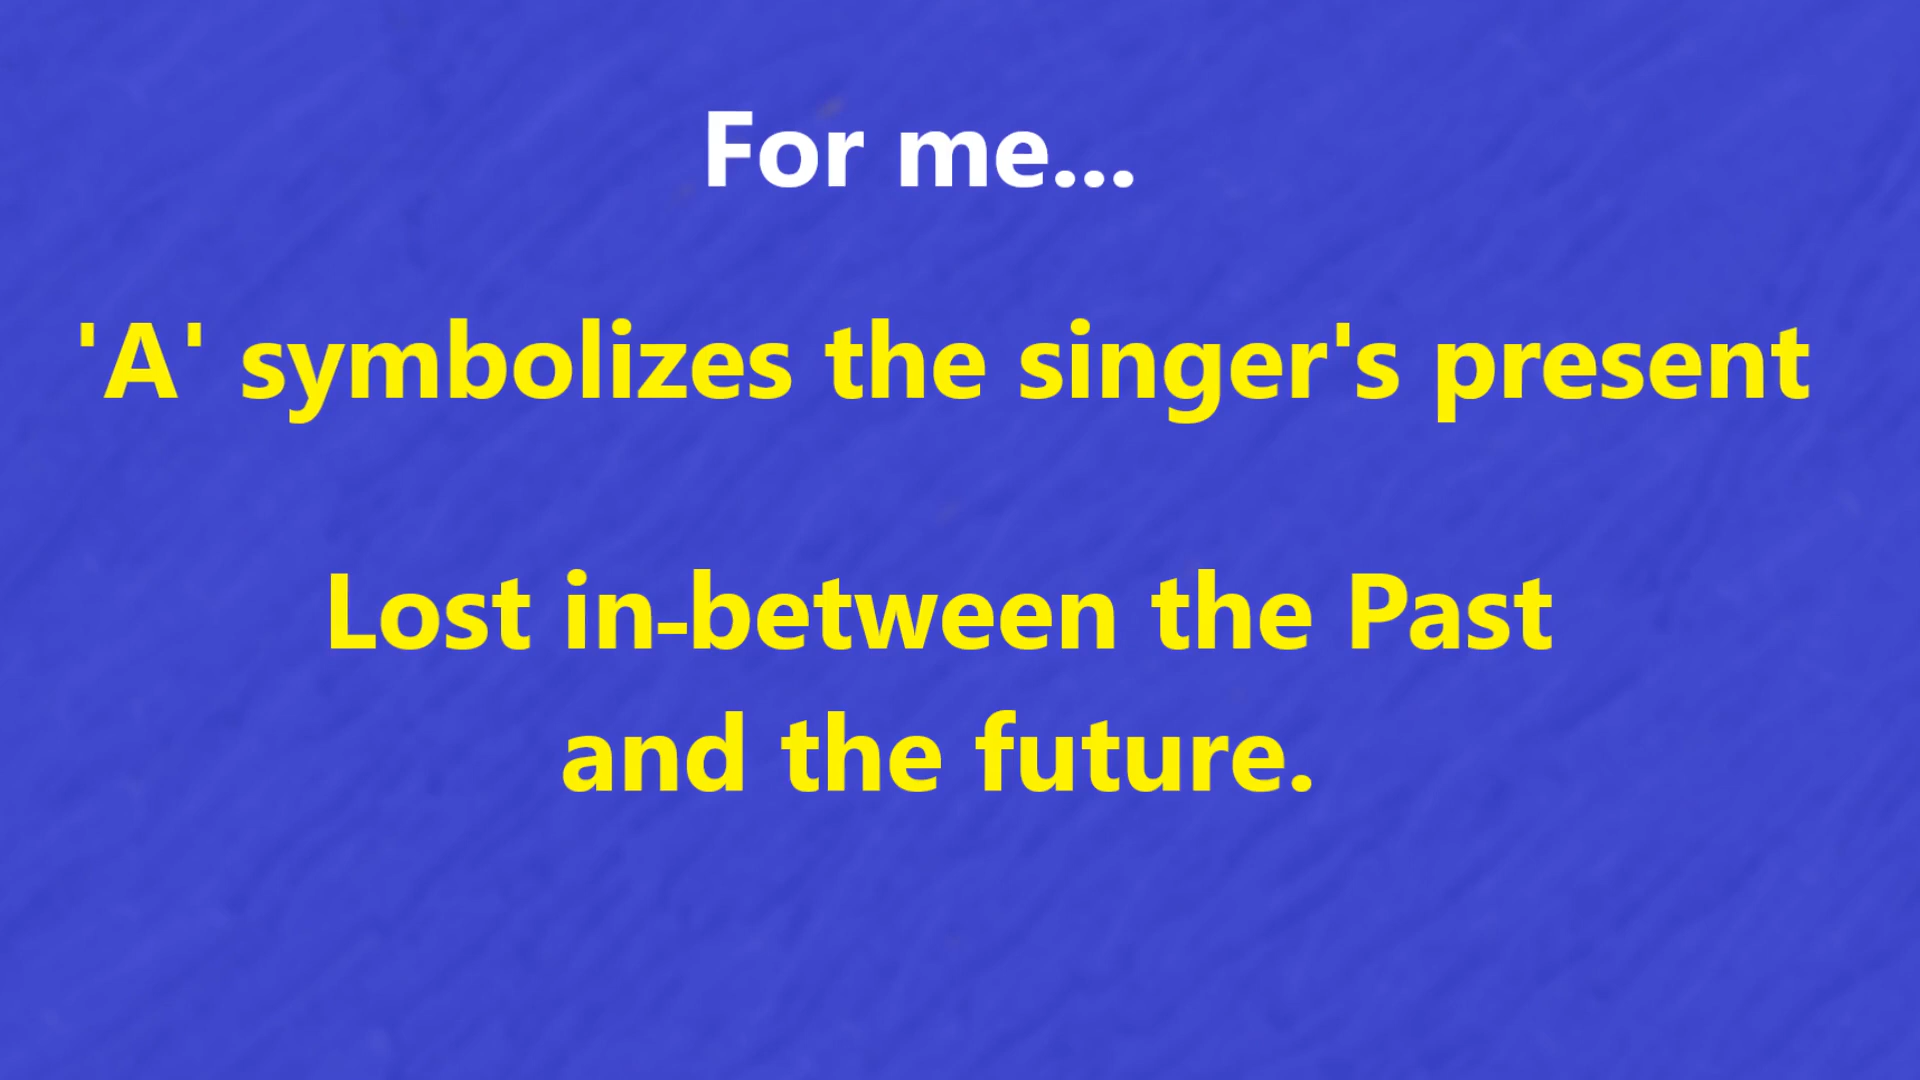 For me...
'A' symbolizes the singer's present
Lost in-between the Past
and the future.